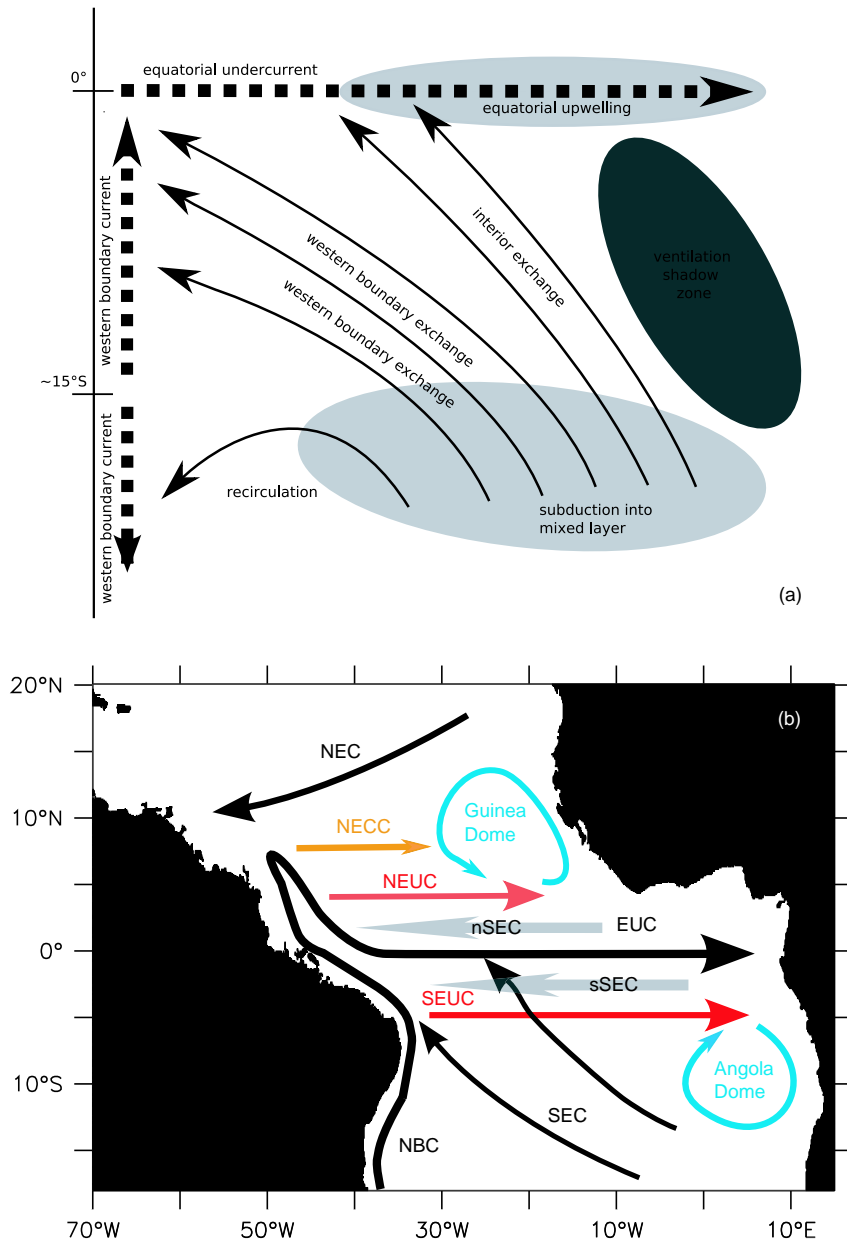 0°
equatorial undercurrent
equatorial upwelling
western boundary current
western boundary exchange
western boundary exchange
interior exchange
ventilation
shadow
zone
~15°S
western boundary current
recirculation
subduction into
mixed layer
(a)
20°N
10°N
0°
10°S
(b)
NEC
NECC
Guinea
Dome
NEUC
nSEC
EUC
sSEC
SEUC
Angola
Dome
SEC
NBC
70°W
50°W
30°W
10°W
10°E